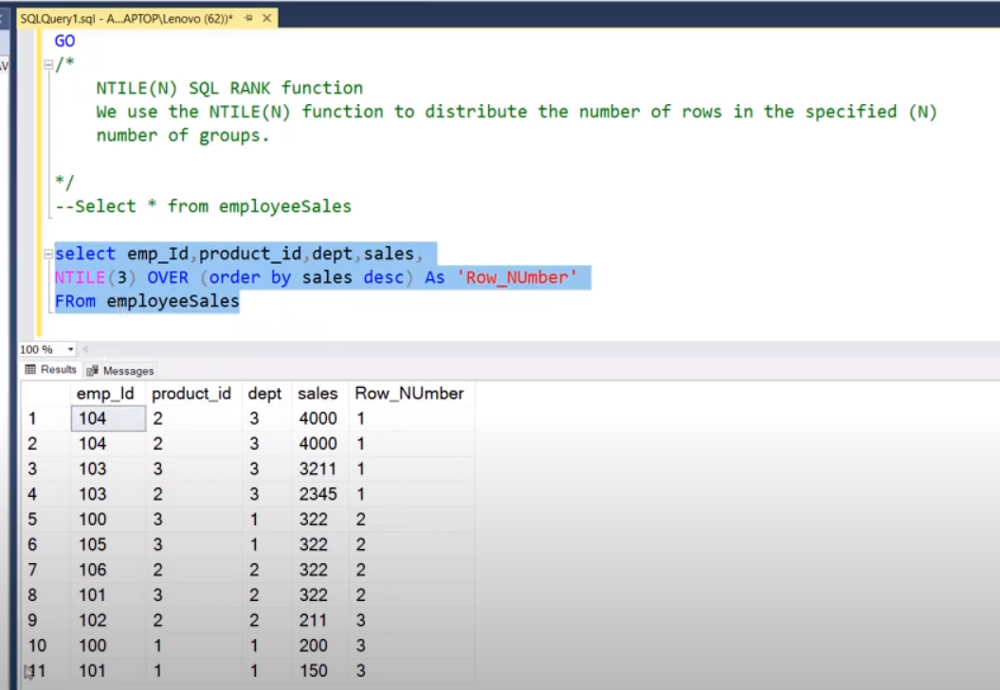 SQLQuery1.sql - A...APTOP\Lenovo (62))*
GO
/*
NTILE(N) SQL RANK function
We use the NTILE(N) function to distribute the number of rows in the specified (N)
number of groups.
*/
--Select * from employeeSales
select emp_Id,product_id,dept,sales,
NTILE(3) OVER (order by sales desc) As 'Row_NUmber'
FRom employeeSales
100 %
Results Messages
emp_Id product_id dept sales Row_NUmber
1 104 2 3 4000 1
2 104 2 3 4000 1
3 103 3 3 3211 1
4 103 2 3 2345 1
5 100 3 1 322 2
6 105 3 1 322 2
7 106 2 2 322 2
8 101 3 2 322 2
9 102 2 2 211 3
10 100 1 1 200 3
11 101 1 1 150 3